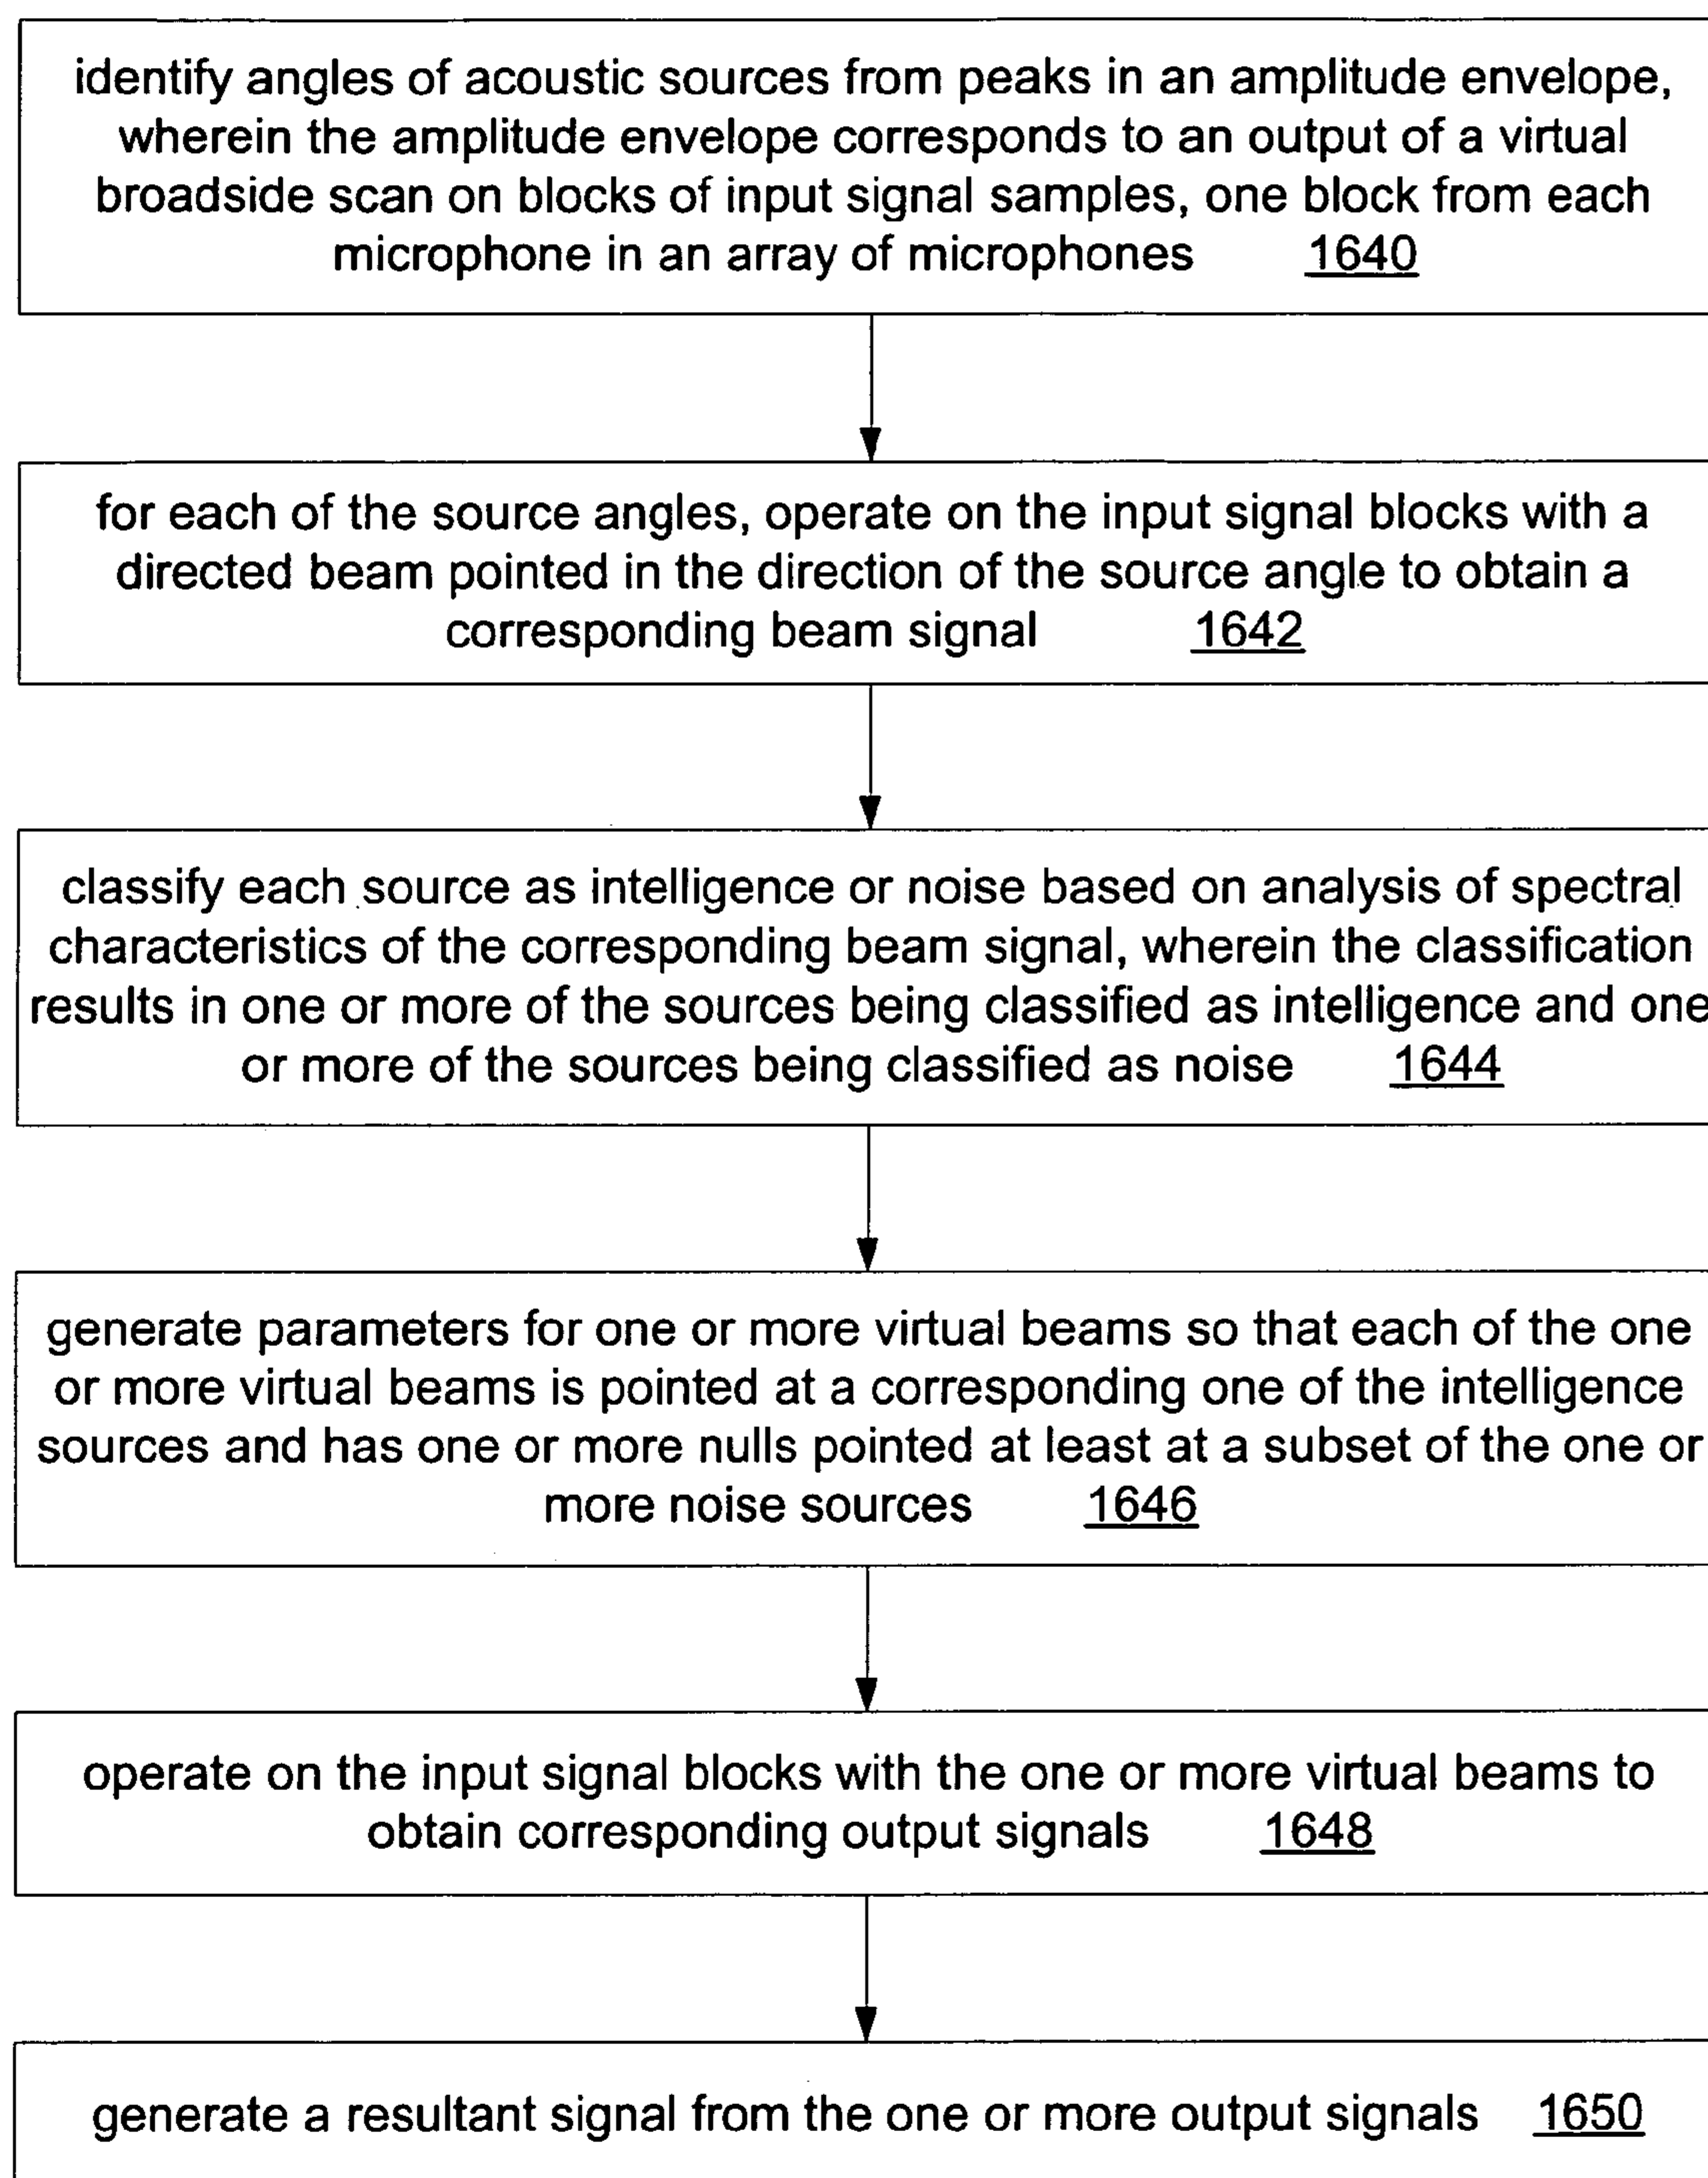 identify angles of acoustic sources from peaks in an amplitude envelope,
wherein the amplitude envelope corresponds to an output of a virtual
broadside scan on blocks of input signal samples, one block from each
microphone in an array of microphones 1640
for each of the source angles, operate on the input signal blocks with a
directed beam pointed in the direction of the source angle to obtain a
corresponding beam signal 1642
classify each source as intelligence or noise based on analysis of spectral
characteristics of the corresponding beam signal, wherein the classification
results in one or more of the sources being classified as intelligence and one
or more of the sources being classified as noise 1644
generate parameters for one or more virtual beams so that each of the one
or more virtual beams is pointed at a corresponding one of the intelligence
sources and has one or more nulls pointed at least at a subset of the one or
more noise sources 1646
operate on the input signal blocks with the one or more virtual beams to
obtain corresponding output signals 1648
generate a resultant signal from the one or more output signals 1650